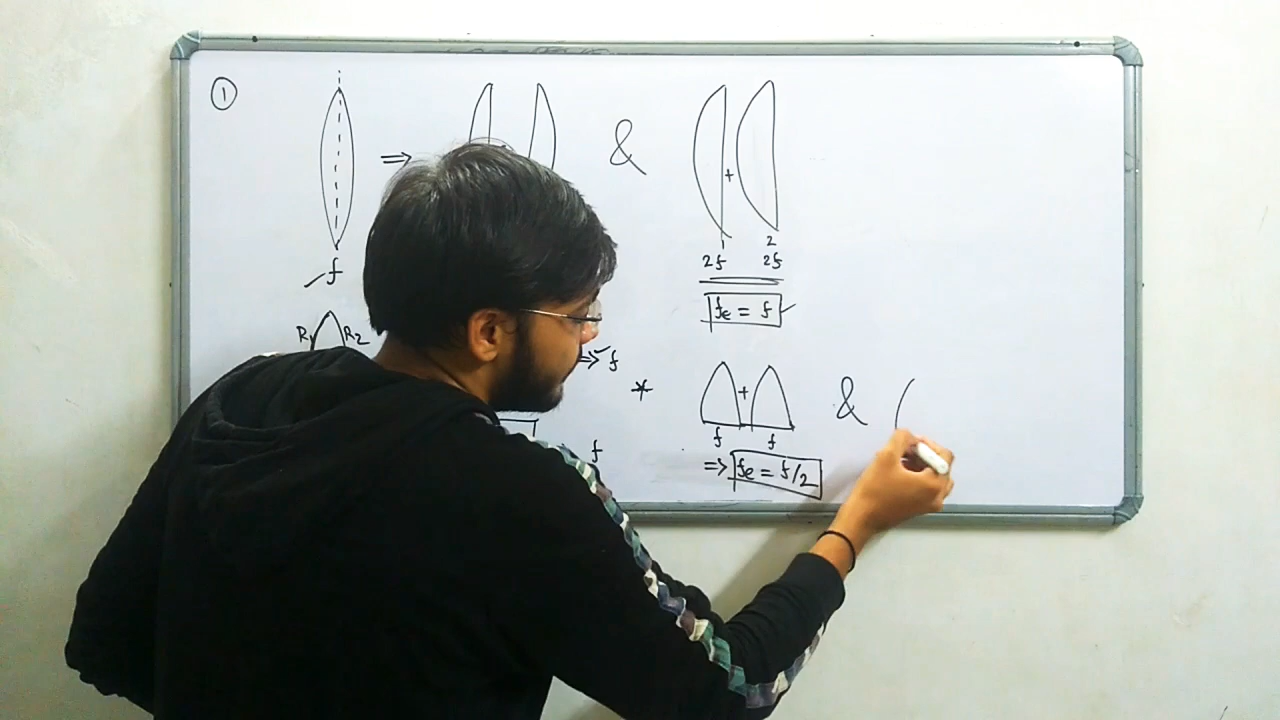 ①
⇒ &
+
2f 2f
f
fe = f
R1 R2
⇒ f
* + &
f f
f
⇒ fe = f/2